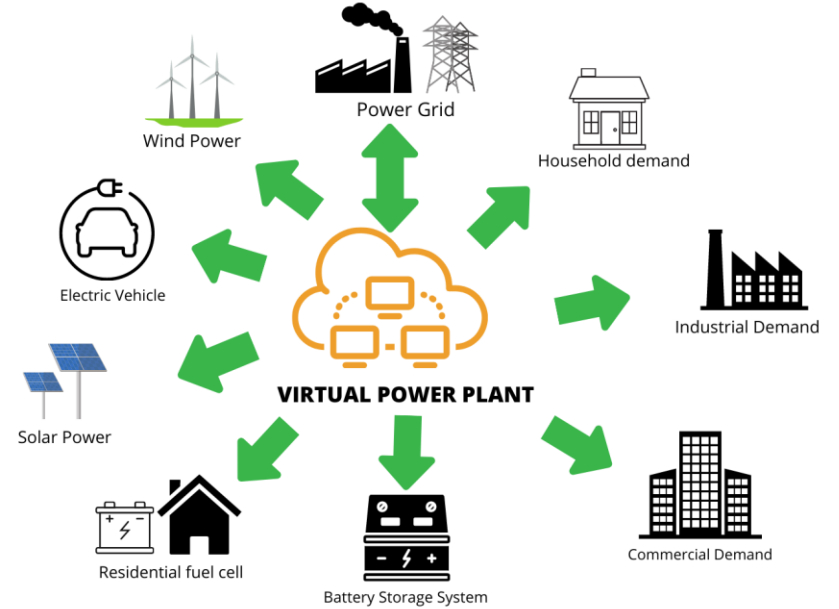 Power Grid
Wind Power
Household demand
Electric Vehicle
Industrial Demand
VIRTUAL POWER PLANT
Solar Power
Commercial Demand
Residential fuel cell
Battery Storage System